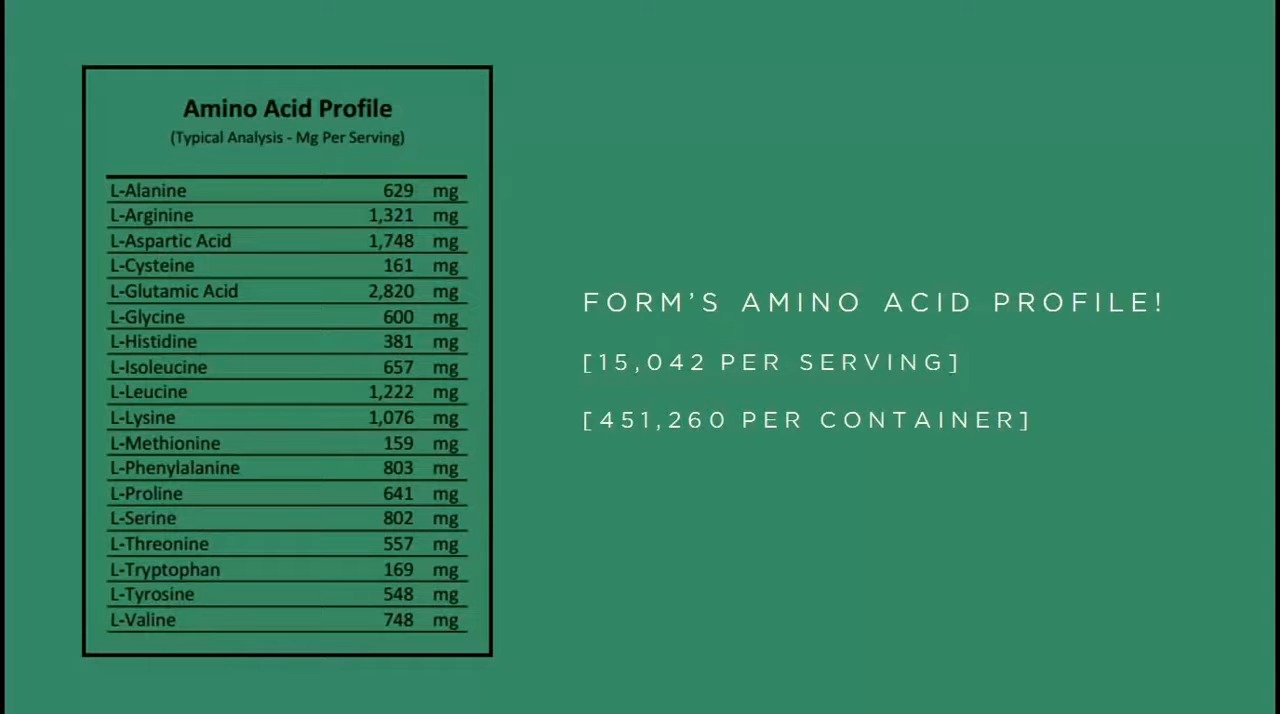 Amino Acid Profile
(Typical Analysis - Mg Per Serving)
L-Alanine 629 mg
L-Arginine 1,321 mg
L-Aspartic Acid 1,748 mg
L-Cysteine 161 mg
L-Glutamic Acid 2,820 mg
L-Glycine 600 mg
L-Histidine 381 mg
L-Isoleucine 657 mg
L-Leucine 1,222 mg
L-Lysine 1,076 mg
L-Methionine 159 mg
L-Phenylalanine 803 mg
L-Proline 641 mg
L-Serine 802 mg
L-Threonine 557 mg
L-Tryptophan 169 mg
L-Tyrosine 548 mg
L-Valine 748 mg
FORM’S AMINO ACID PROFILE!
[15,042 PER SERVING]
[451,260 PER CONTAINER]